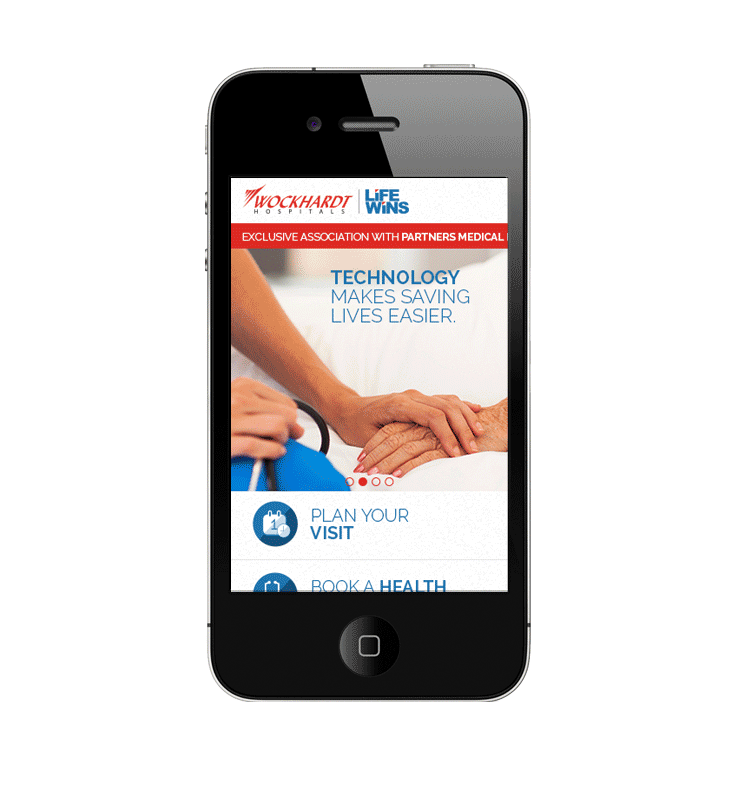 WOCKHARDT
HOSPITALS
LiFE
WiNS
EXCLUSIVE ASSOCIATION WITH PARTNERS MEDICAL
TECHNOLOGY
MAKES SAVING
LIVES EASIER.
1
PLAN YOUR
VISIT
BOOK A HEALTH